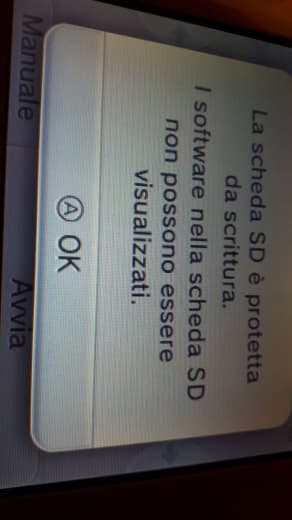 La scheda SD è protetta
da scrittura.
I software nella scheda SD
non possono essere
visualizzati.
Ⓐ OK
Manuale
Avvia